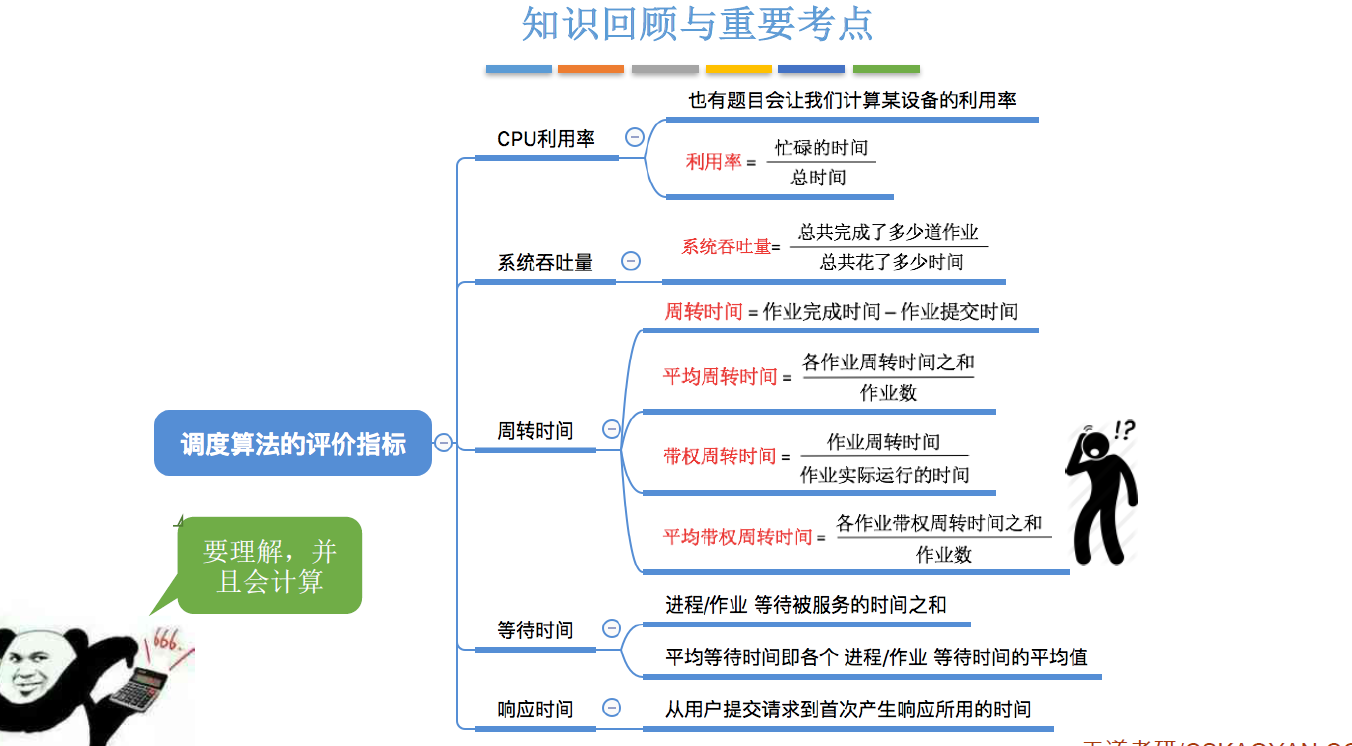 知识回顾与重要考点
也有题目会让我们计算某设备的利用率
CPU利用率
利用率 = 忙碌的时间
总时间
系统吞吐量
系统吞吐量= 总共完成了多少道作业
总共花了多少时间
周转时间 = 作业完成时间 – 作业提交时间
平均周转时间 = 各作业周转时间之和
作业数
周转时间
调度算法的评价指标
带权周转时间 = 作业周转时间
作业实际运行的时间
平均带权周转时间 = 各作业带权周转时间之和
作业数
!?
要理解，并
且会计算
666.
进程/作业 等待被服务的时间之和
等待时间
平均等待时间即各个 进程/作业 等待时间的平均值
响应时间
从用户提交请求到首次产生响应所用的时间